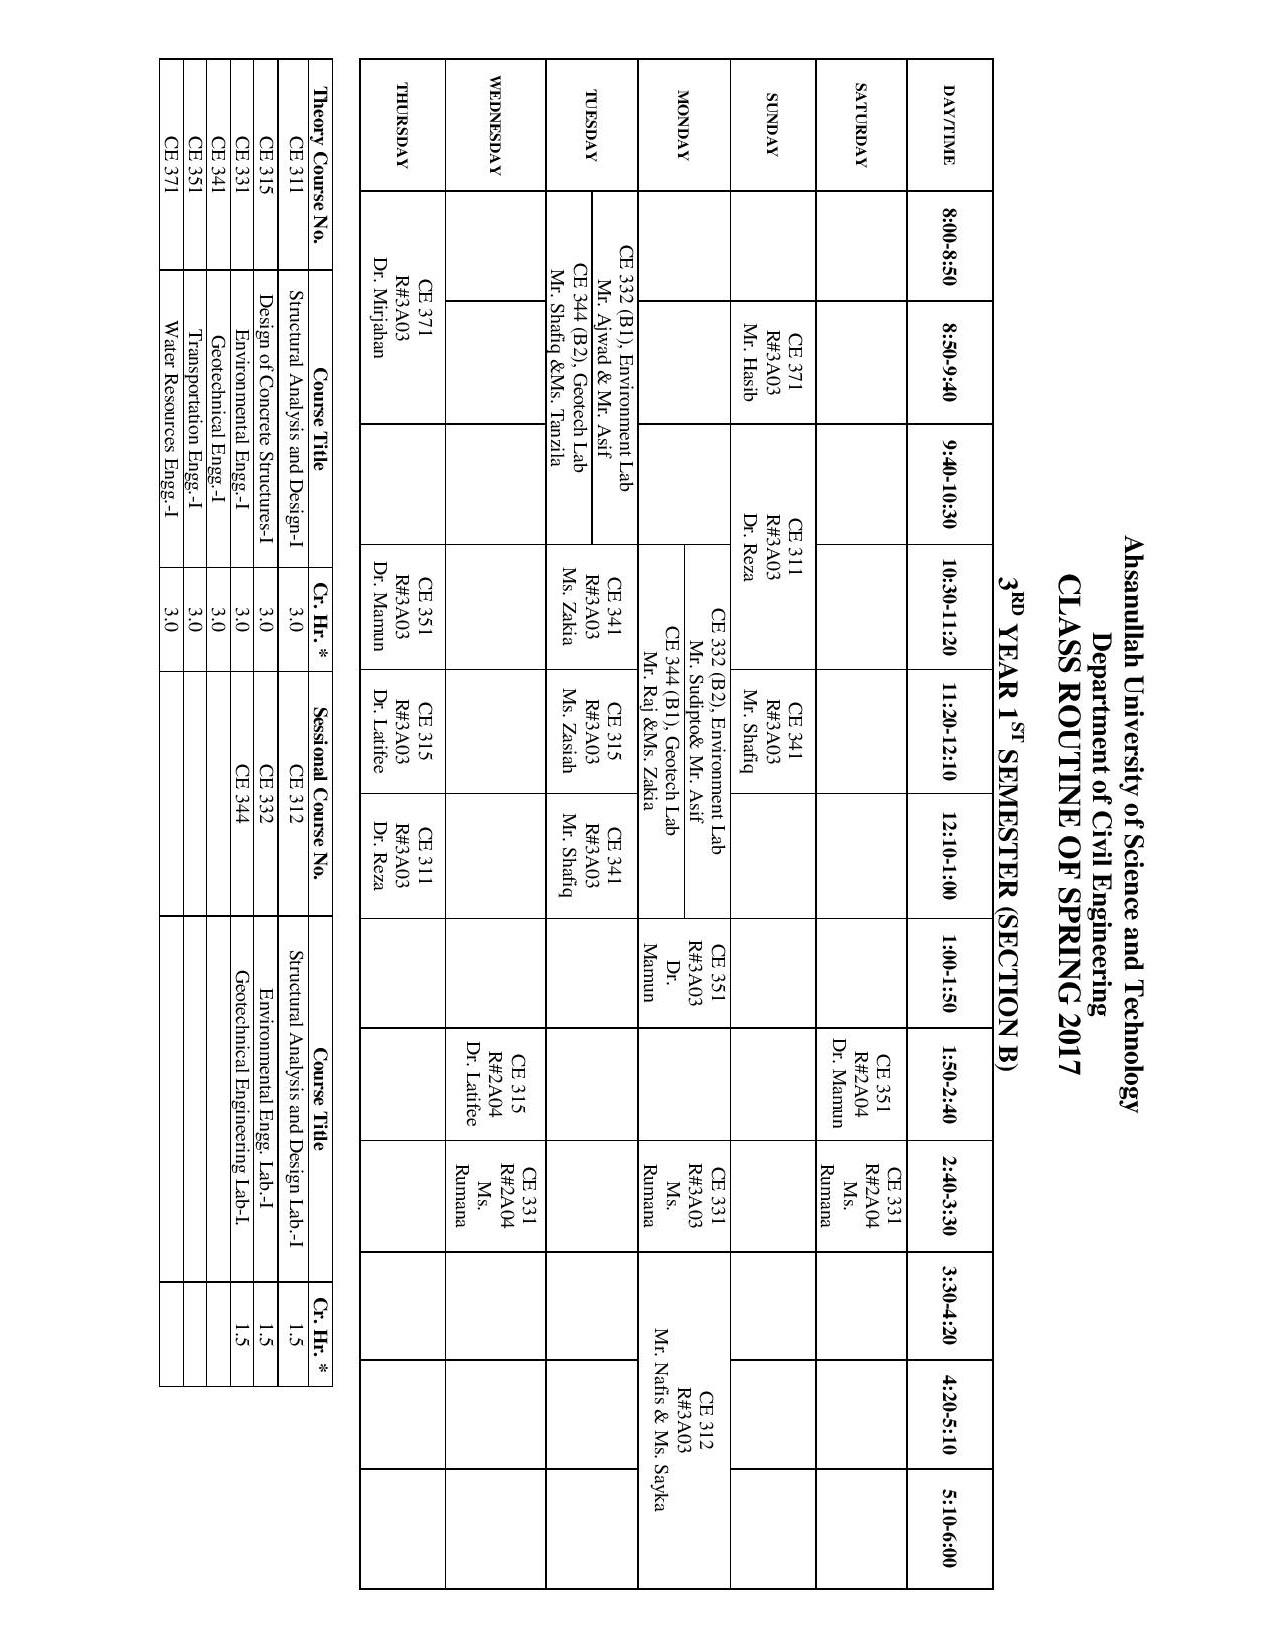 Ahsanullah University of Science and Technology
Department of Civil Engineering
CLASS ROUTINE OF SPRING 2017
3RD YEAR 1ST SEMESTER (SECTION B)
DAY/TIME 8:00-8:50 8:50-9:40 9:40-10:30 10:30-11:20 11:20-12:10 12:10-1:00 1:00-1:50 1:50-2:40 2:40-3:30 3:30-4:20 4:20-5:10 5:10-6:00
SATURDAY
CE 351
R#2A04
Dr. Mamun
CE 331
R#2A04
Ms.
Rumana
SUNDAY
CE 371
R#3A03
Mr. Hasib
CE 311
R#3A03
Dr. Reza
CE 341
R#3A03
Mr. Shafiq
MONDAY
CE 332 (B2), Environment Lab
Mr. Sudipto& Mr. Asif
CE 344 (B1), Geotech Lab
Mr. Raj &Ms. Zakia
CE 351
R#3A03
Dr.
Mamun
CE 331
R#3A03
Ms.
Rumana
CE 312
R#3A03
Mr. Nafis & Ms. Sayka
TUESDAY
CE 332 (B1), Environment Lab
Mr. Ajwad & Mr. Asif
CE 344 (B2), Geotech Lab
Mr. Shafiq &Ms. Tanzila
CE 341
R#3A03
Ms. Zakia
CE 315
R#3A03
Ms. Zasiah
CE 341
R#3A03
Mr. Shafiq
WEDNESDAY
CE 315
R#2A04
Dr. Latifee
CE 331
R#2A04
Ms.
Rumana
THURSDAY
CE 371
R#3A03
Dr. Mirjahan
CE 351
R#3A03
Dr. Mamun
CE 315
R#3A03
Dr. Latifee
CE 311
R#3A03
Dr. Reza
Theory Course No. Course Title Cr. Hr. * Sessional Course No. Course Title Cr. Hr. *
CE 311 Structural Analysis and Design-I 3.0 CE 312 Structural Analysis and Design Lab.-I 1.5
CE 315 Design of Concrete Structures-I 3.0 CE 332 Environmental Engg. Lab.-I 1.5
CE 331 Environmental Engg.-I 3.0 CE 344 Geotechnical Engineering Lab-I. 1.5
CE 341 Geotechnical Engg.-I 3.0
CE 351 Transportation Engg.-I 3.0
CE 371 Water Resources Engg.-I 3.0